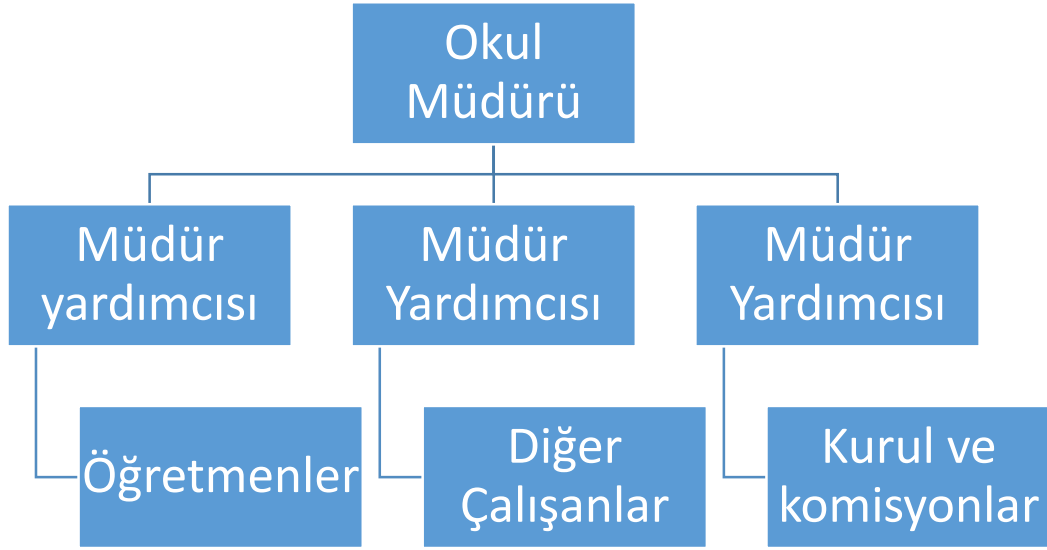 Okul
Müdürü
Müdür
yardımcısı
Müdür
Yardımcısı
Müdür
Yardımcısı
Öğretmenler
Diğer
Çalışanlar
Kurul ve
komisyonlar